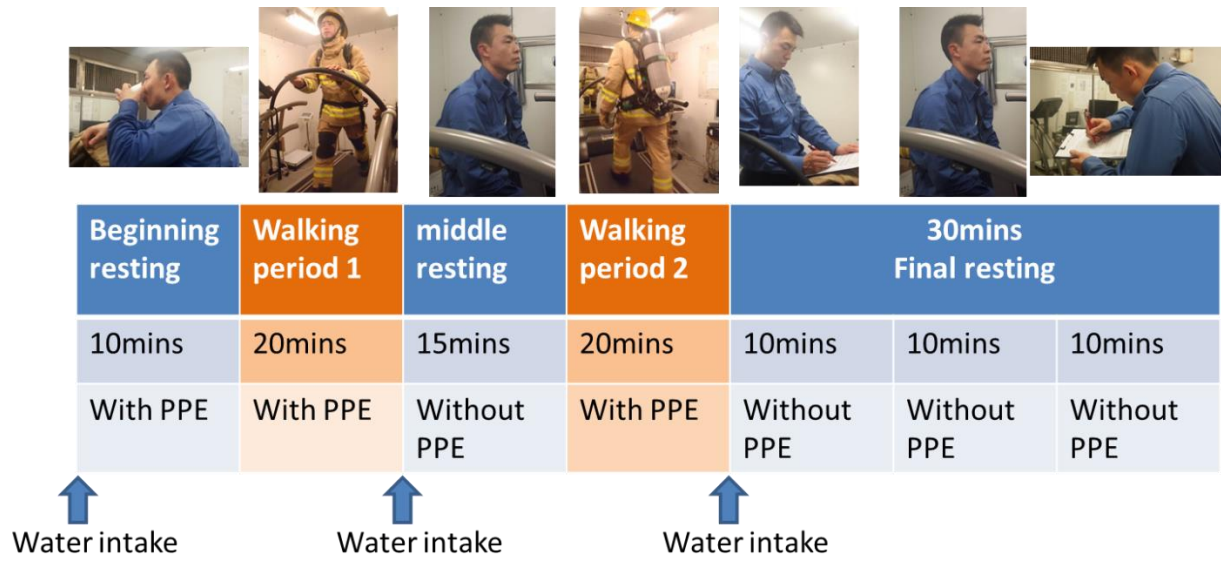 Beginning
resting
Walking
period 1
middle
resting
Walking
period 2
30mins
Final resting
10mins
20mins
15mins
20mins
10mins
10mins
10mins
With PPE
With PPE
Without
PPE
With PPE
Without
PPE
Without
PPE
Without
PPE
Water intake
Water intake
Water intake